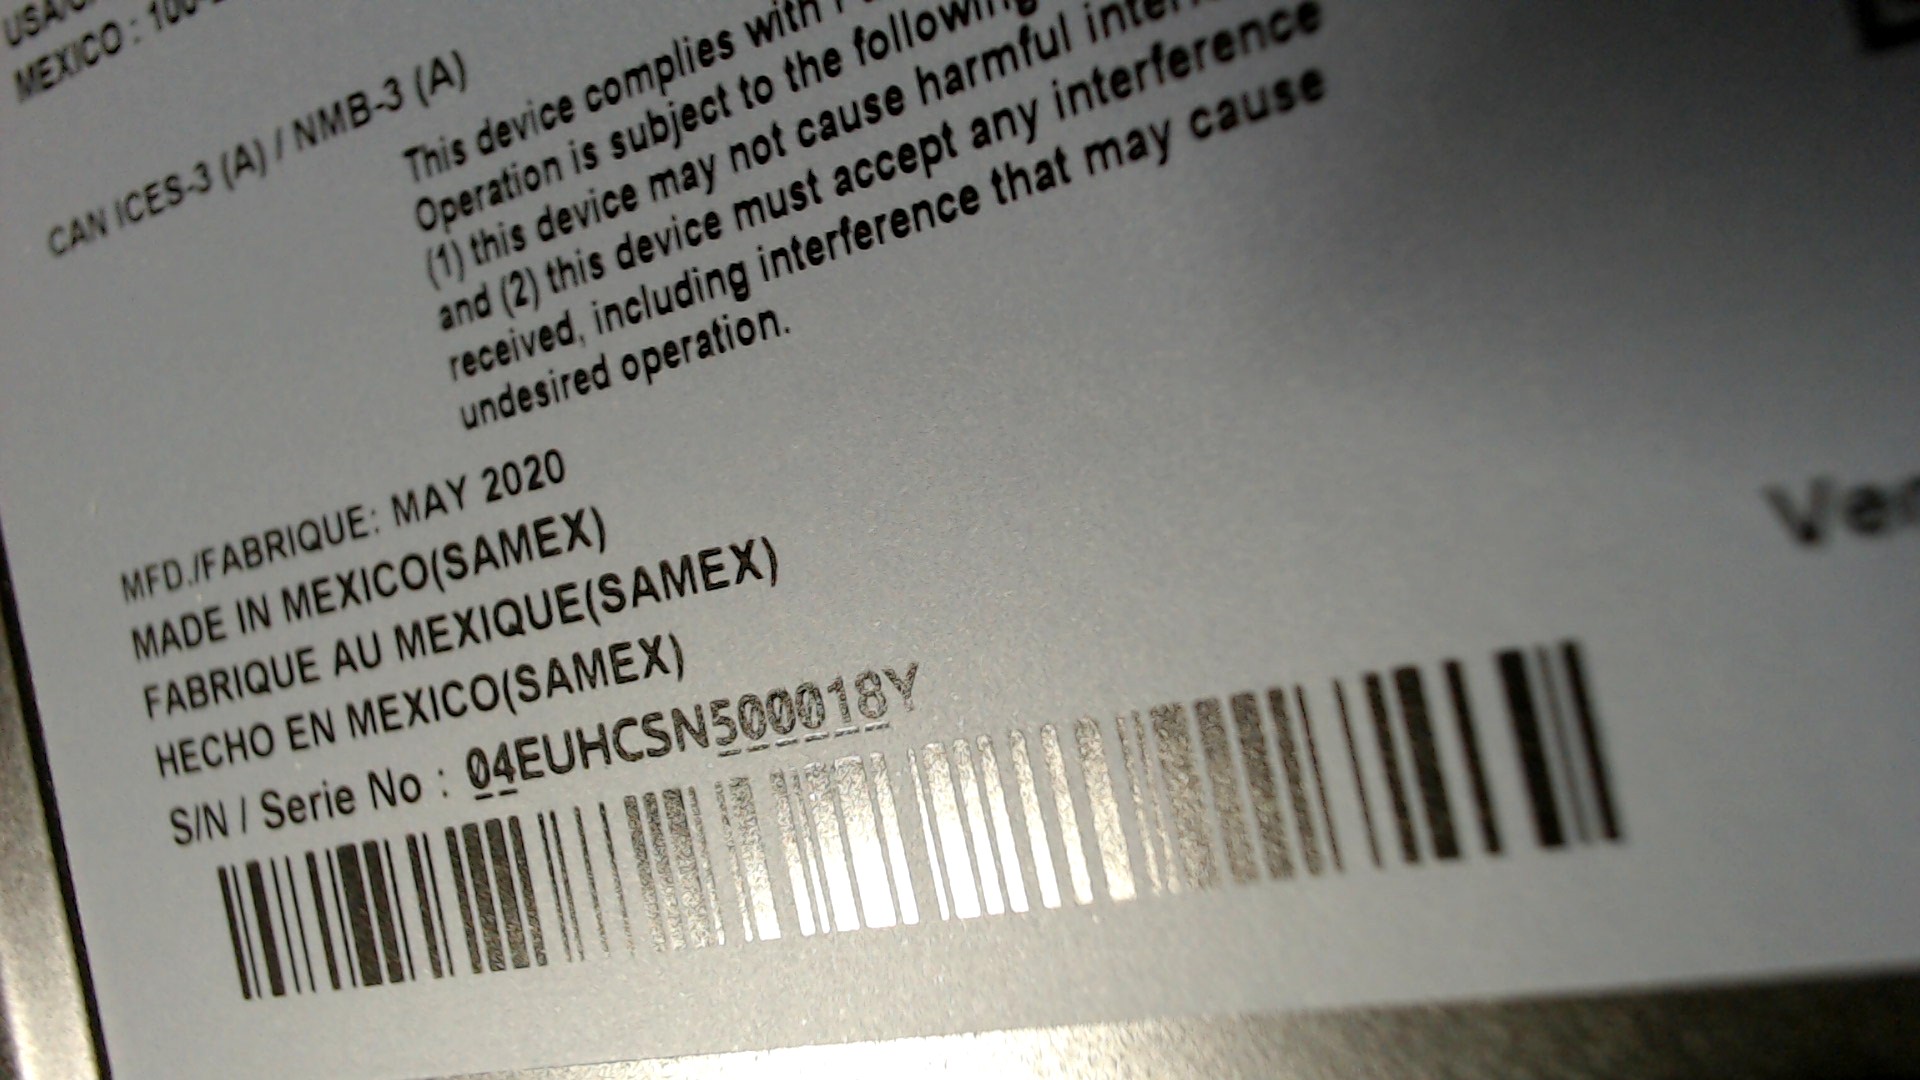 MEXICO : 100-
CAN ICES-3 (A) / NMB-3 (A)
This device complies with
Operation is subject to the following
(1) this device may not cause harmful
and (2) this device must accept any interference
received, including interference that may cause
undesired operation.
MFD./FABRIQUE: MAY 2020
MADE IN MEXICO(SAMEX)
FABRIQUE AU MEXIQUE(SAMEX)
HECHO EN MEXICO(SAMEX)
S/N / Serie No : 04EUHCSN500018Y